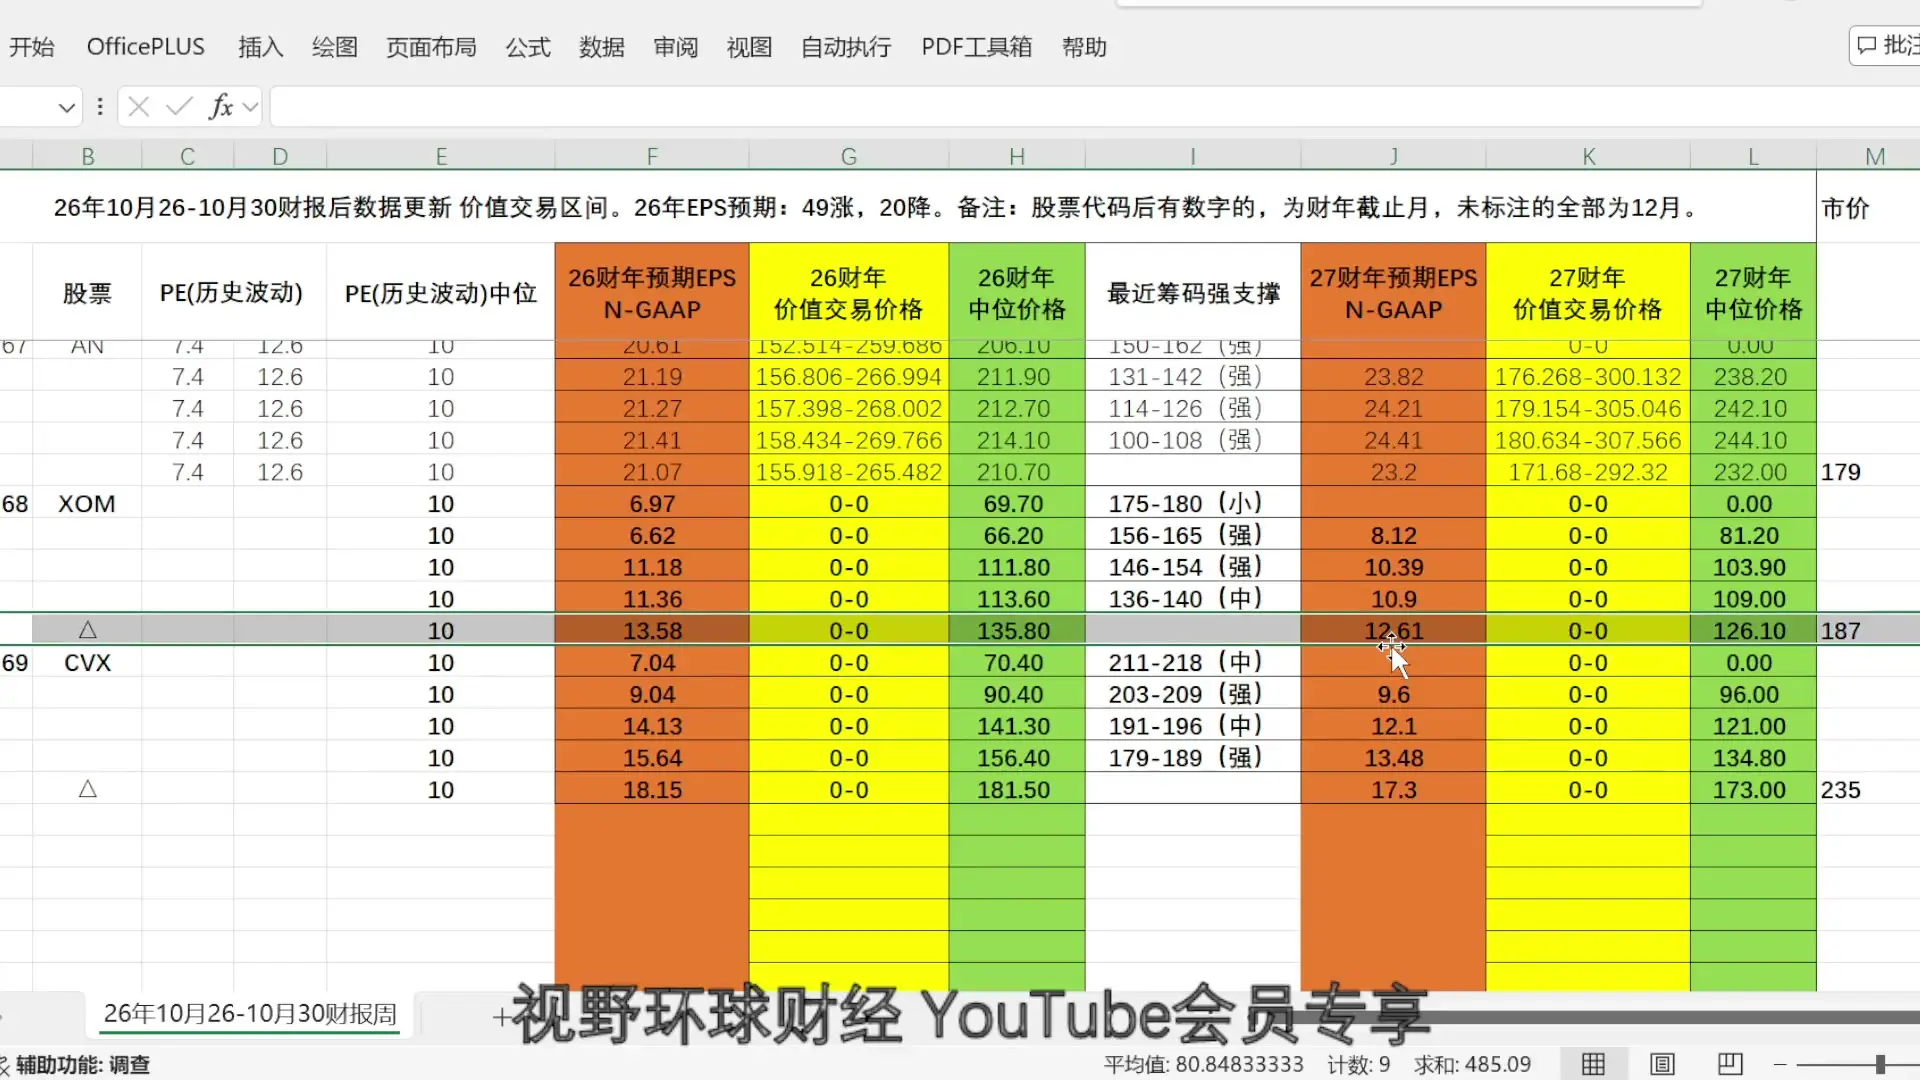 开始 OfficePLUS 插入 绘图 页面布局 公式 数据 审阅 视图 自动执行 PDF工具箱 帮助 批注
fx
B C D E F G H I J K L M
26年10月26-10月30财报后数据更新 价值交易区间。26年EPS预期：49涨，20降。备注：股票代码后有数字的，为财年截止月，未标注的全部为12月。 市价
股票 PE(历史波动) PE(历史波动)中位 26财年预期EPS N-GAAP 26财年 价值交易价格 26财年 中位价格 最近筹码强支撑 27财年预期EPS N-GAAP 27财年 价值交易价格 27财年 中位价格
67 AN 7.4 12.6 10 20.61 152.514-259.686 206.10 150-162（强） 0-0 0.00
7.4 12.6 10 21.19 156.806-266.994 211.90 131-142（强） 23.82 176.268-300.132 238.20
7.4 12.6 10 21.27 157.398-268.002 212.70 114-126（强） 24.21 179.154-305.046 242.10
7.4 12.6 10 21.41 158.434-269.766 214.10 100-108（强） 24.41 180.634-307.566 244.10
7.4 12.6 10 21.07 155.918-265.482 210.70 23.2 171.68-292.32 232.00 179
68 XOM 10 6.97 0-0 69.70 175-180（小） 0-0 0.00
10 6.62 0-0 66.20 156-165（强） 8.12 0-0 81.20
10 11.18 0-0 111.80 146-154（强） 10.39 0-0 103.90
10 11.36 0-0 113.60 136-140（中） 10.9 0-0 109.00
△ 10 13.58 0-0 135.80 12.61 0-0 126.10 187
69 CVX 10 7.04 0-0 70.40 211-218（中） 0-0 0.00
10 9.04 0-0 90.40 203-209（强） 9.6 0-0 96.00
10 14.13 0-0 141.30 191-196（中） 12.1 0-0 121.00
10 15.64 0-0 156.40 179-189（强） 13.48 0-0 134.80
△ 10 18.15 0-0 181.50 17.3 0-0 173.00 235
26年10月26-10月30财报周
视野环球财经 YouTube会员专享
辅助功能: 调查 平均值: 80.84833333 计数: 9 求和: 485.09